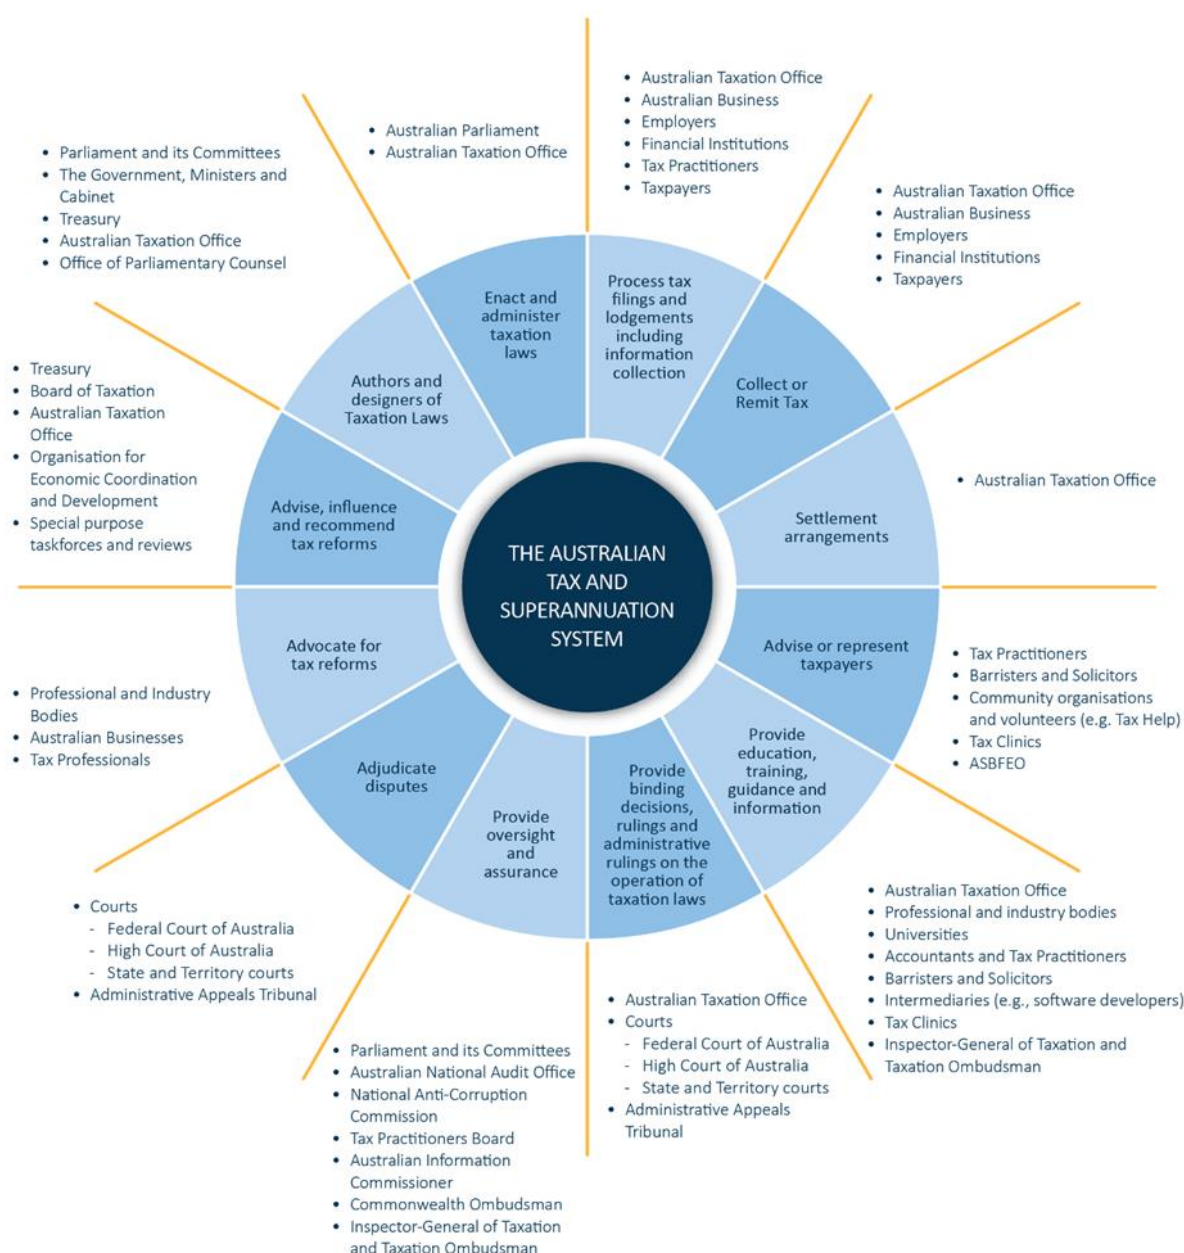 THE AUSTRALIAN
TAX AND
SUPERANNUATION
SYSTEM
Process tax
filings and
lodgements
including
information
collection
• Australian Taxation Office
• Australian Business
• Employers
• Financial Institutions
• Tax Practitioners
• Taxpayers
Collect or
Remit Tax
• Australian Taxation Office
• Australian Business
• Employers
• Financial Institutions
• Taxpayers
Settlement
arrangements
• Australian Taxation Office
Advise or represent
taxpayers
• Tax Practitioners
• Barristers and Solicitors
• Community organisations
and volunteers (e.g. Tax Help)
• Tax Clinics
• ASBFEO
Provide
education,
training,
guidance and
information
• Australian Taxation Office
• Professional and industry bodies
• Universities
• Accountants and Tax Practitioners
• Barristers and Solicitors
• Intermediaries (e.g., software developers)
• Tax Clinics
• Inspector-General of Taxation and
Taxation Ombudsman
Provide
binding
decisions,
rulings and
administrative
rulings on the
operation of
taxation laws
• Australian Taxation Office
• Courts
- Federal Court of Australia
- High Court of Australia
- State and Territory courts
• Administrative Appeals
Tribunal
Provide
oversight
and
assurance
• Parliament and its Committees
• Australian National Audit Office
• National Anti-Corruption
Commission
• Tax Practitioners Board
• Australian Information
Commissioner
• Commonwealth Ombudsman
• Inspector-General of Taxation
and Taxation Ombudsman
Adjudicate
disputes
• Courts
- Federal Court of Australia
- High Court of Australia
- State and Territory courts
• Administrative Appeals Tribunal
Advocate for
tax reforms
• Professional and Industry
Bodies
• Australian Businesses
• Tax Professionals
Advise, influence
and recommend
tax reforms
• Treasury
• Board of Taxation
• Australian Taxation
Office
• Organisation for
Economic Coordination
and Development
• Special purpose
taskforces and reviews
Authors and
designers of
Taxation Laws
• Parliament and its Committees
• The Government, Ministers and
Cabinet
• Treasury
• Australian Taxation Office
• Office of Parliamentary Counsel
Enact and
administer
taxation
laws
• Australian Parliament
• Australian Taxation Office